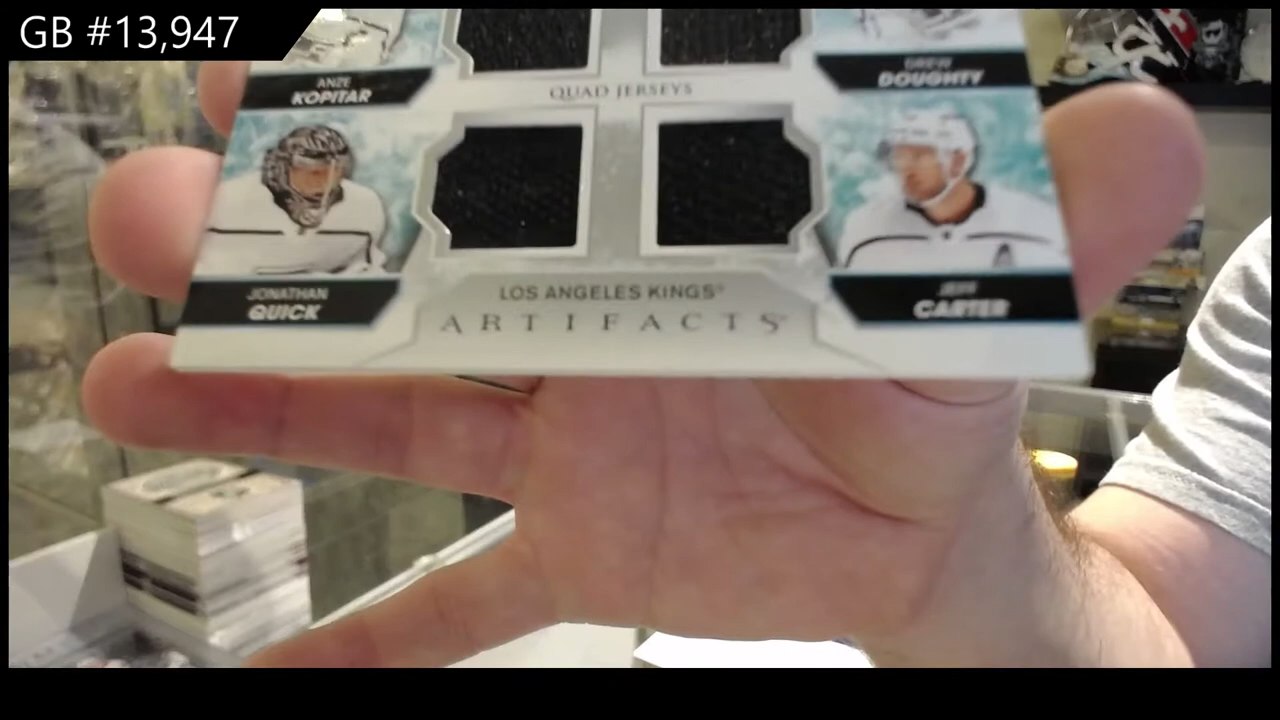 GB #13,947
ANZE
KOPITAR
QUAD JERSEYS
DREW
DOUGHTY
JONATHAN
QUICK
LOS ANGELES KINGS®
ARTIFACTS
JEFF
CARTER